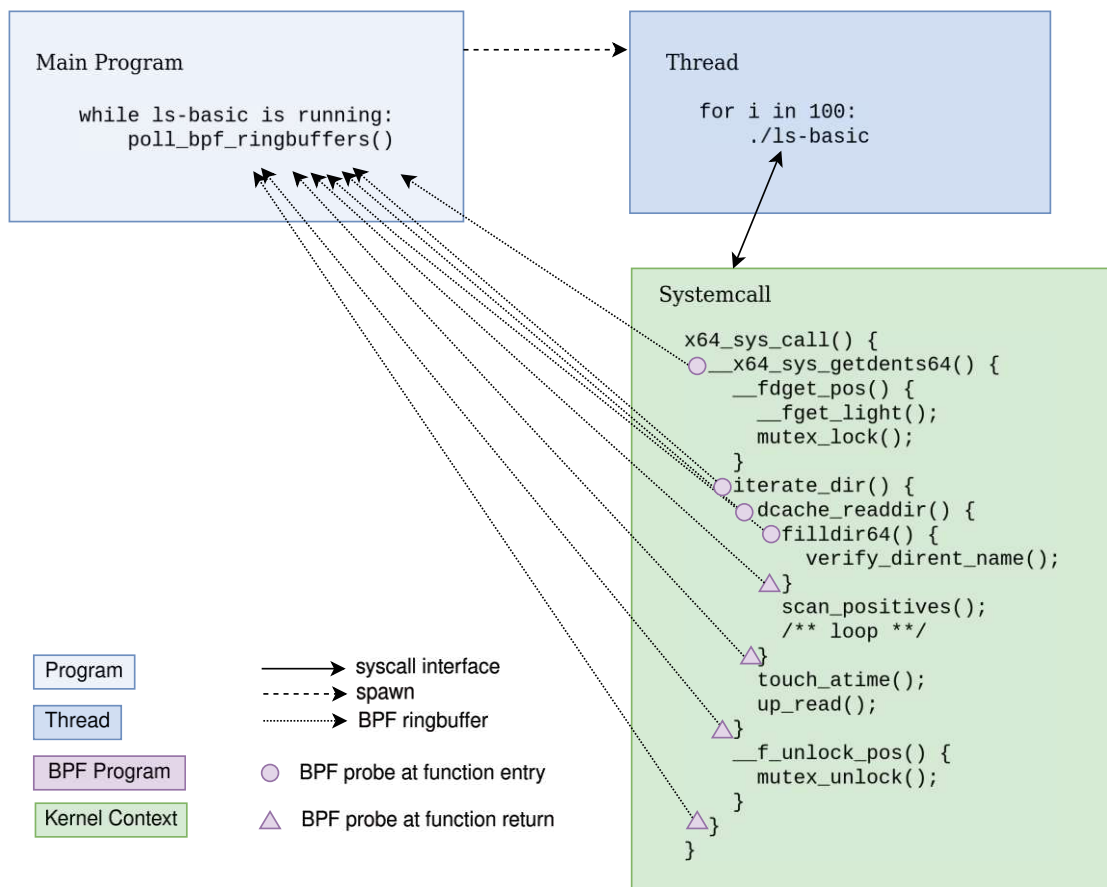 Main Program
while ls-basic is running:
poll_bpf_ringbuffers()
Thread
for i in 100:
./ls-basic
Systemcall
x64_sys_call() {
__x64_sys_getdents64() {
__fdget_pos() {
__fget_light();
mutex_lock();
}
iterate_dir() {
dcache_readdir() {
filldir64() {
verify_dirent_name();
}
scan_positives();
/** loop **/
}
touch_atime();
up_read();
}
__f_unlock_pos() {
mutex_unlock();
}
}
}
Program
Thread
BPF Program
Kernel Context
syscall interface
spawn
BPF ringbuffer
BPF probe at function entry
BPF probe at function return